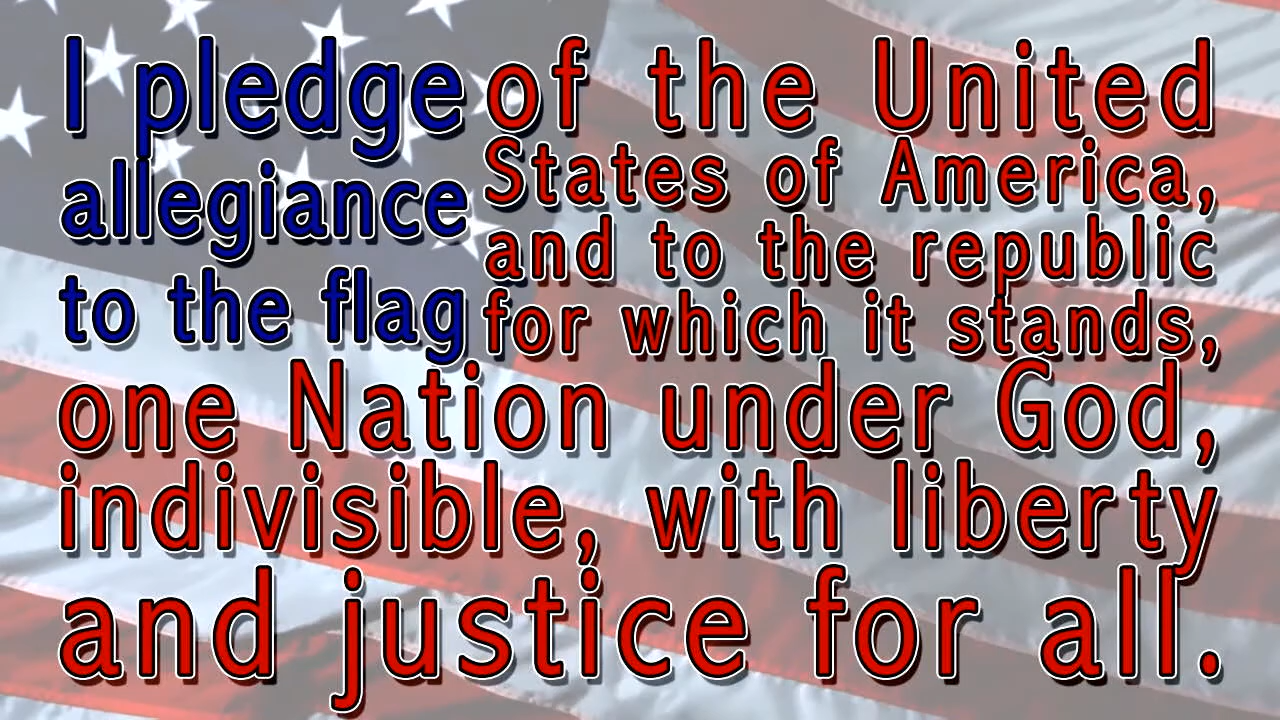 I pledge
allegiance
to the flag
of the United
States of America,
and to the republic
for which it stands,
one Nation under God,
indivisible, with liberty
and justice for all.